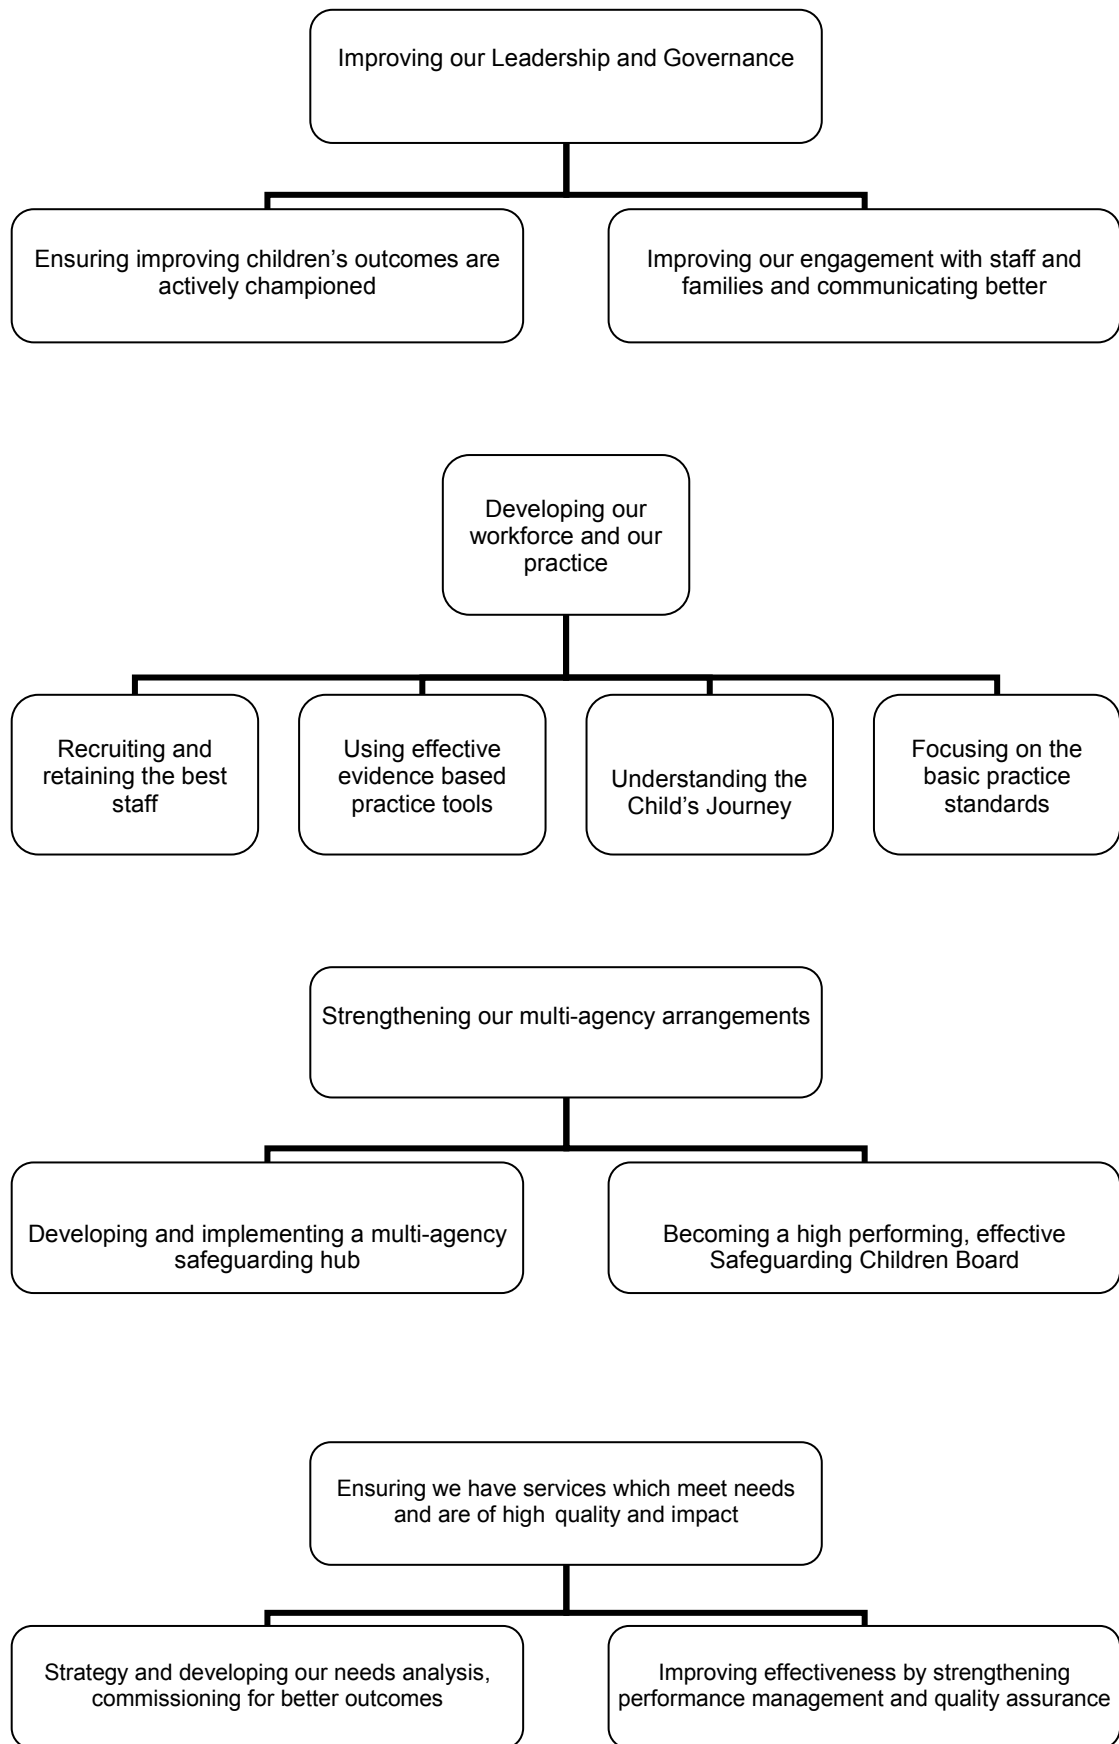 Improving our Leadership and Governance
Ensuring improving children’s outcomes are
actively championed
Improving our engagement with staff and
families and communicating better
Developing our
workforce and our
practice
Recruiting and
retaining the best
staff
Using effective
evidence based
practice tools
Understanding the
Child’s Journey
Focusing on the
basic practice
standards
Strengthening our multi-agency arrangements
Developing and implementing a multi-agency
safeguarding hub
Becoming a high performing, effective
Safeguarding Children Board
Ensuring we have services which meet needs
and are of high quality and impact
Strategy and developing our needs analysis,
commissioning for better outcomes
Improving effectiveness by strengthening
performance management and quality assurance